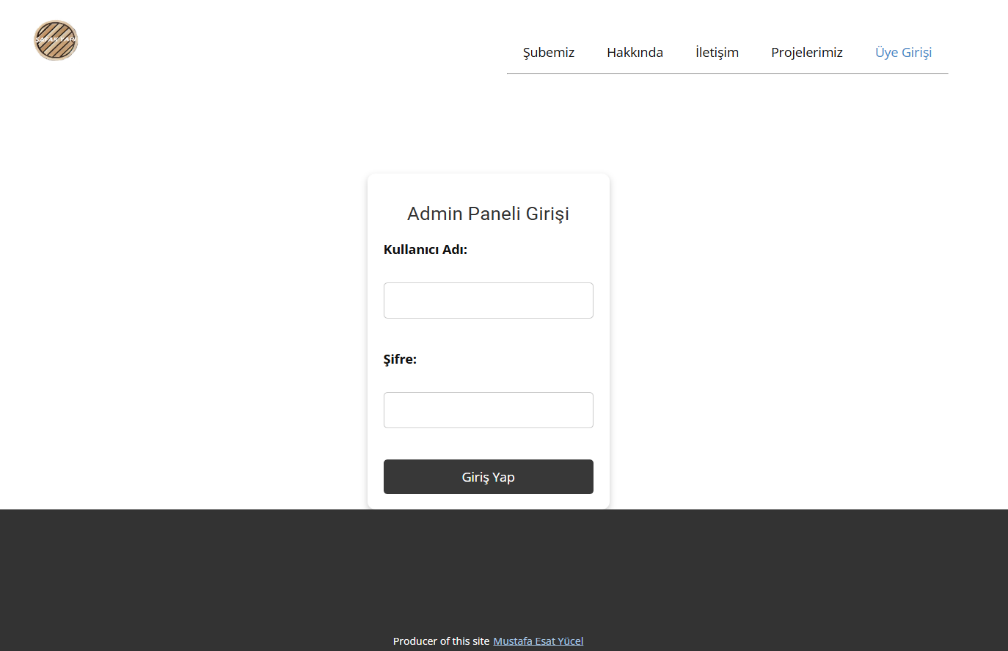 Şubemiz Hakkında İletişim Projelerimiz Üye Girişi
Admin Paneli Girişi
Kullanıcı Adı:
Şifre:
Giriş Yap
Producer of this site Mustafa Esat Yücel